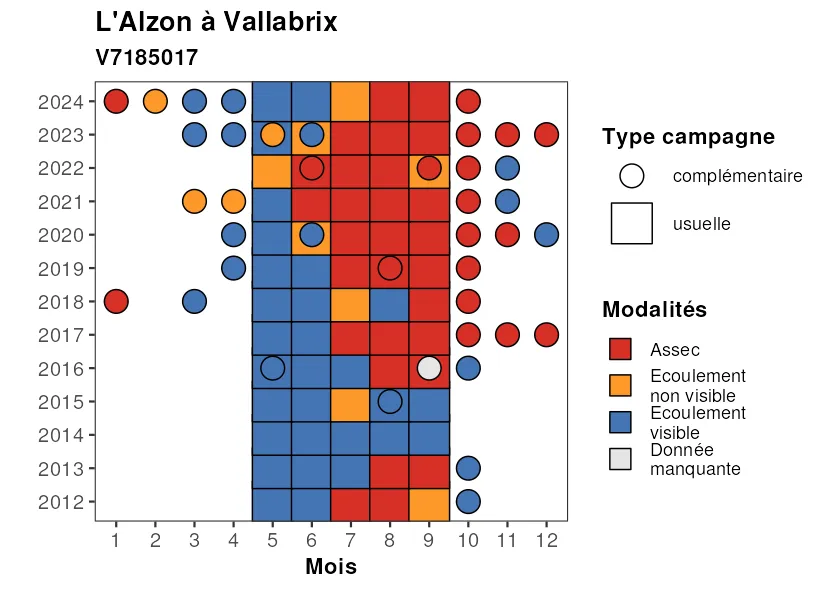 L'Alzon à Vallabrix
V7185017
2024
2023
2022
2021
2020
2019
2018
2017
2016
2015
2014
2013
2012
1 2 3 4 5 6 7 8 9 10 11 12
Mois
Type campagne
complémentaire
usuelle
Modalités
Assec
Ecoulement
non visible
Ecoulement
visible
Donnée
manquante